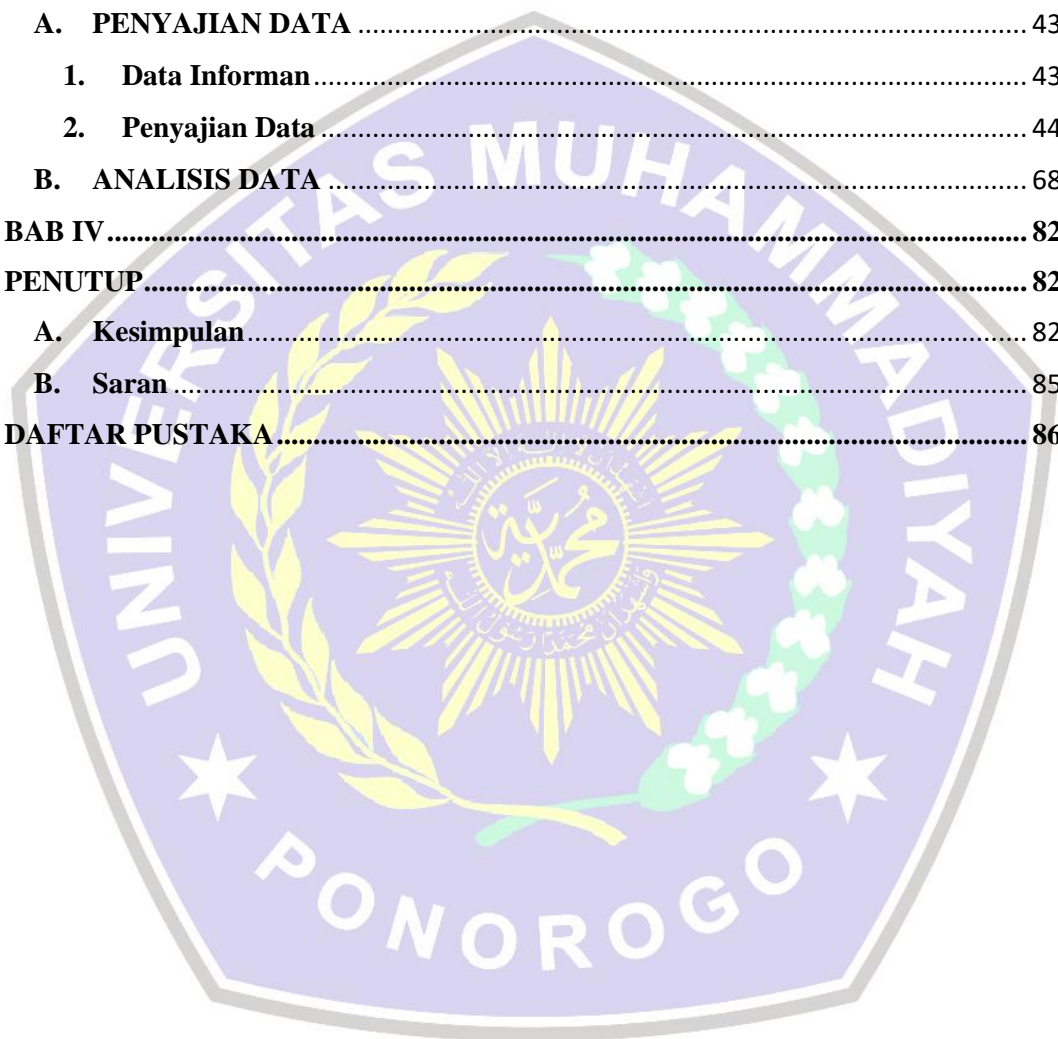 A. PENYAJIAN DATA .......... 43
1. Data Informan .......... 43
2. Penyajian Data .......... 44
B. ANALISIS DATA .......... 68
BAB IV .......... 82
PENUTUP .......... 82
A. Kesimpulan .......... 82
B. Saran .......... 85
DAFTAR PUSTAKA .......... 86
UNIVERSITAS MUHAMMADIYAH
PONOROGO
محمدية